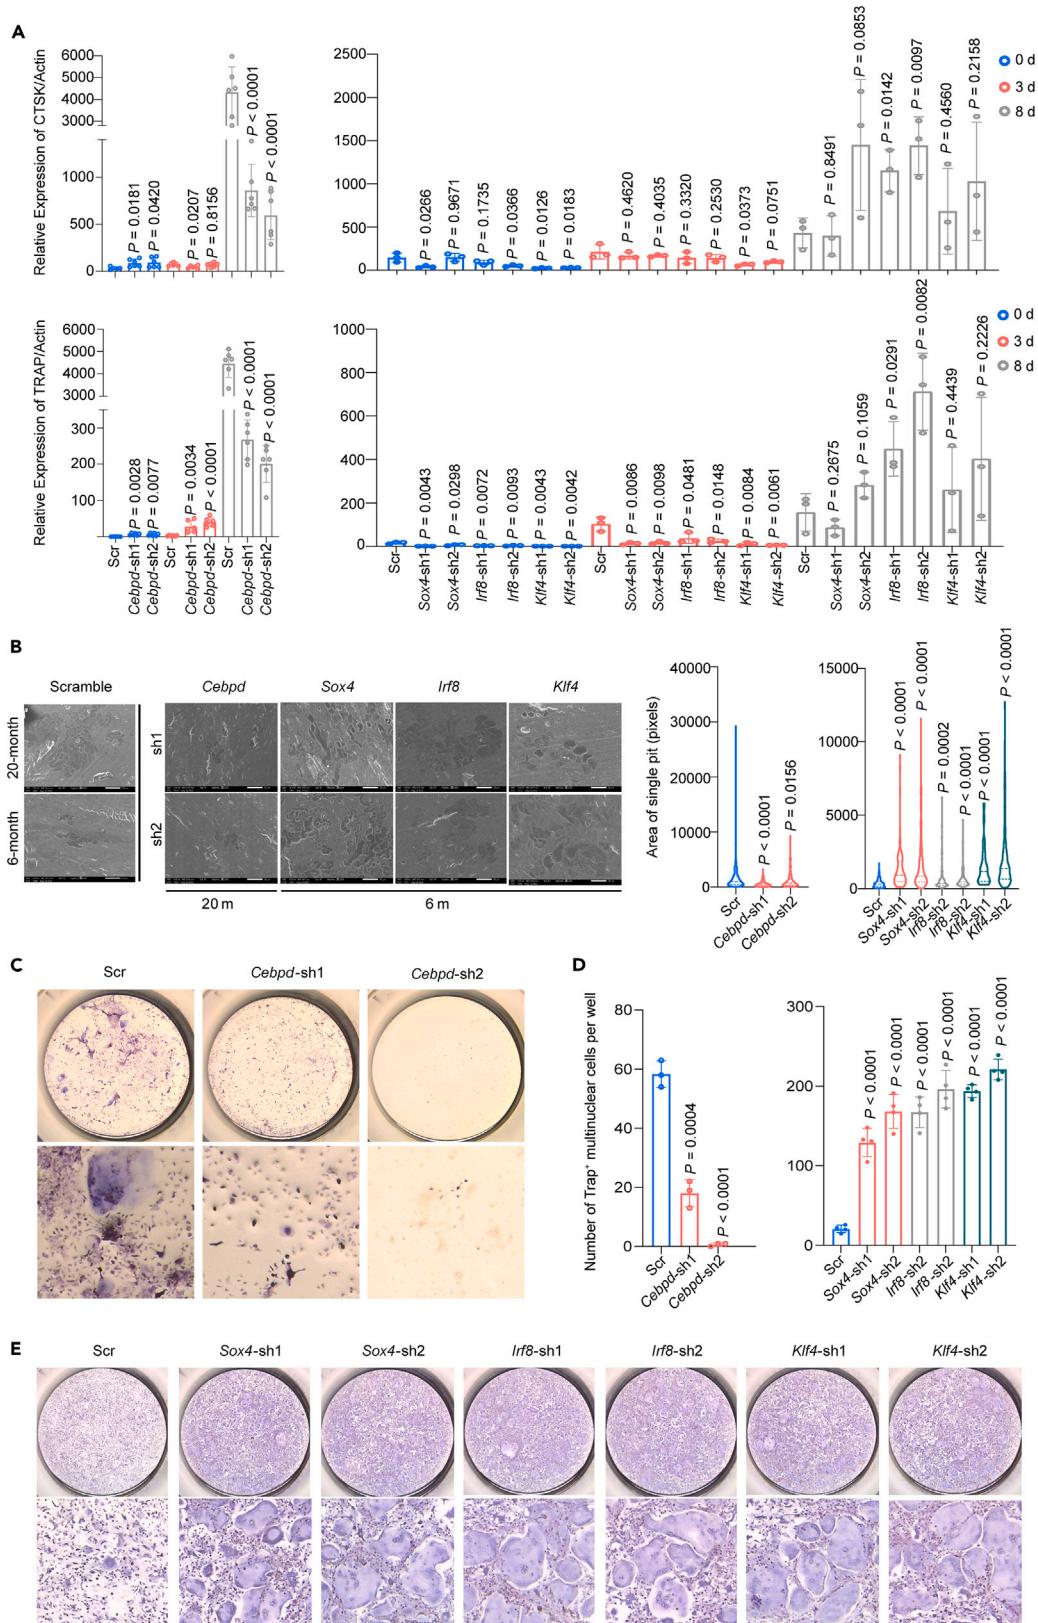 A
Relative Expression of CTSK/Actin
6000
5000
4000
3000
1000
500
0
P = 0.0181
P = 0.0420
P = 0.0207
P = 0.8156
P < 0.0001
P < 0.0001
2500
2000
1500
1000
500
0
P = 0.0266
P = 0.9671
P = 0.1735
P = 0.0366
P = 0.0126
P = 0.0183
P = 0.4620
P = 0.4035
P = 0.3320
P = 0.2530
P = 0.0373
P = 0.0751
P = 0.8491
P = 0.0853
P = 0.0142
P = 0.0097
P = 0.4560
P = 0.2158
0 d
3 d
8 d
Relative Expression of TRAP/Actin
6000
5000
4000
3000
300
200
100
P = 0.0028
P = 0.0077
P = 0.0034
P < 0.0001
P < 0.0001
P < 0.0001
Scr
Cebpd-sh1
Cebpd-sh2
Scr
Cebpd-sh1
Cebpd-sh2
Scr
Cebpd-sh1
Cebpd-sh2
1000
800
600
400
200
0
P = 0.0043
P = 0.0298
P = 0.0072
P = 0.0093
P = 0.0043
P = 0.0042
P = 0.0086
P = 0.0098
P = 0.0481
P = 0.0148
P = 0.0084
P = 0.0061
P = 0.2675
P = 0.1059
P = 0.0291
P = 0.0082
P = 0.4439
P = 0.2226
0 d
3 d
8 d
Scr
Sox4-sh1
Sox4-sh2
Irf8-sh1
Irf8-sh2
Klf4-sh1
Klf4-sh2
Scr
Sox4-sh1
Sox4-sh2
Irf8-sh1
Irf8-sh2
Klf4-sh1
Klf4-sh2
Scr
Sox4-sh1
Sox4-sh2
Irf8-sh1
Irf8-sh2
Klf4-sh1
Klf4-sh2
B
Scramble
Cebpd
Sox4
Irf8
Klf4
20-month
6-month
sh1
sh2
20 m
6 m
Area of single pit (pixels)
40000
30000
20000
10000
0
P < 0.0001
P = 0.0156
Scr
Cebpd-sh1
Cebpd-sh2
15000
10000
5000
0
P < 0.0001
P < 0.0001
P = 0.0002
P < 0.0001
P < 0.0001
P < 0.0001
Scr
Sox4-sh1
Sox4-sh2
Irf8-sh2
Irf8-sh2
Klf4-sh1
Klf4-sh2
C
Scr
Cebpd-sh1
Cebpd-sh2
D
Number of Trap⁺ multinuclear cells per well
80
60
40
20
0
P = 0.0004
P < 0.0001
Scr
Cebpd-sh1
Cebpd-sh2
300
200
100
0
P < 0.0001
P < 0.0001
P < 0.0001
P < 0.0001
P < 0.0001
P < 0.0001
Scr
Sox4-sh1
Sox4-sh2
Irf8-sh2
Irf8-sh2
Klf4-sh1
Klf4-sh2
E
Scr
Sox4-sh1
Sox4-sh2
Irf8-sh1
Irf8-sh2
Klf4-sh1
Klf4-sh2